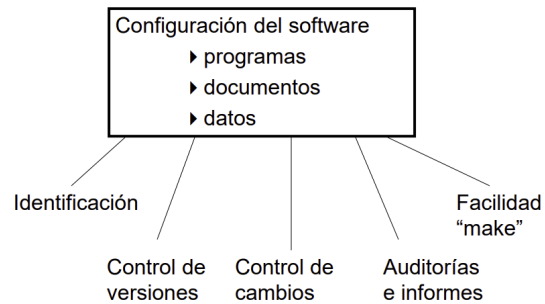 Configuración del software
programas
documentos
datos
Identificación
Facilidad
“make”
Control de
versiones
Control de
cambios
Auditorías
e informes